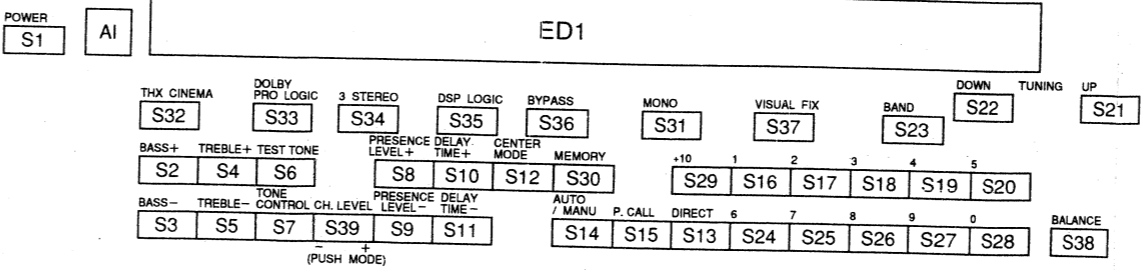 POWER
S1
AI
ED1
THX CINEMA
DOLBY
PRO LOGIC
3 STEREO
DSP LOGIC
BYPASS
MONO
VISUAL FIX
BAND
DOWN
TUNING
UP
S32
S33
S34
S35
S36
S31
S37
S23
S22
S21
BASS+
TREBLE+
TEST TONE
PRESENCE
LEVEL+
DELAY
TIME+
CENTER
MODE
MEMORY
+10 1 2 3 4 5
S2 S4 S6 S8 S10 S12 S30 S29 S16 S17 S18 S19 S20
BASS−
TREBLE−
TONE
CONTROL
CH. LEVEL
PRESENCE
LEVEL−
DELAY
TIME−
AUTO
/ MANU
P. CALL
DIRECT
6 7 8 9 0
BALANCE
S3 S5 S7 S39 S9 S11 S14 S15 S13 S24 S25 S26 S27 S28 S38
− +
(PUSH MODE)